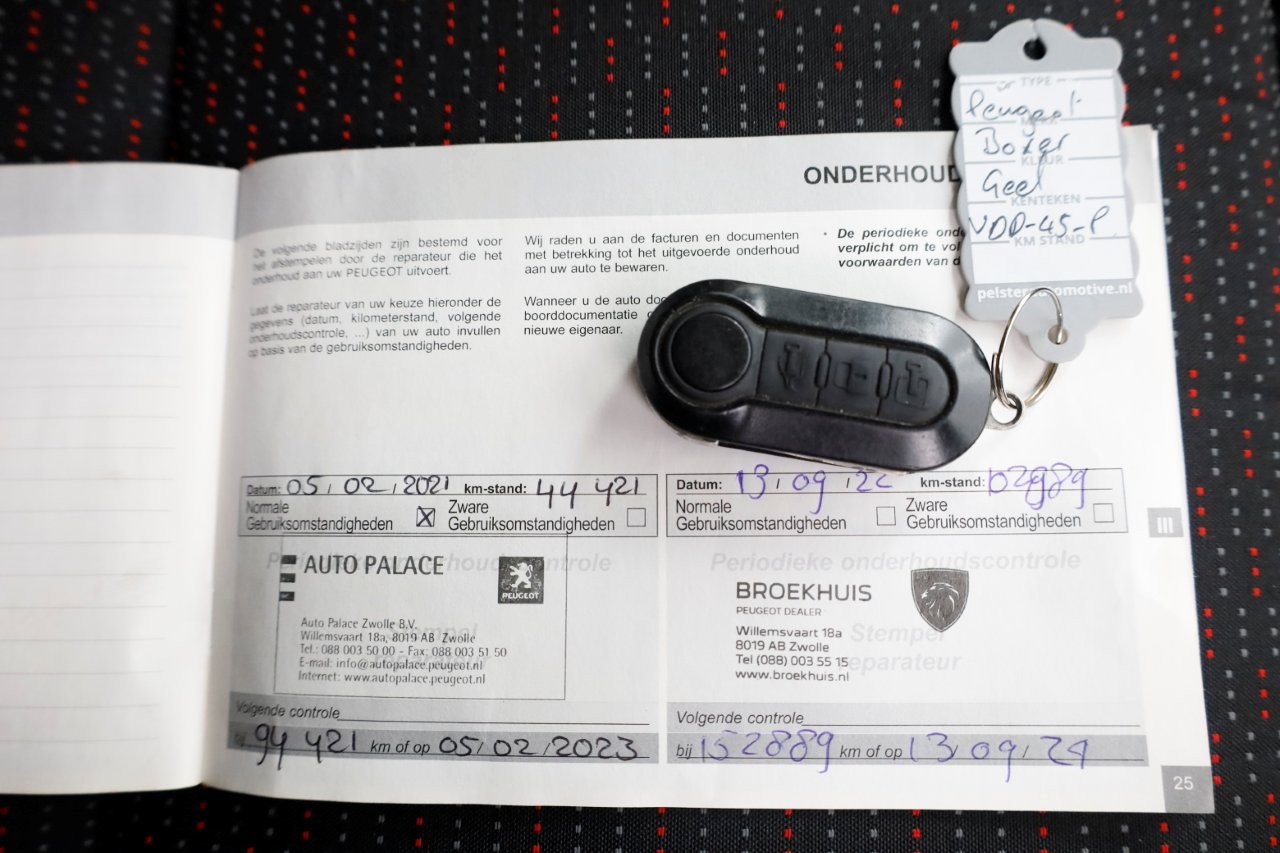 TYPE
Peugeot
Boxer
KLEUR
Geel
KENTEKEN
VDD-45-P
KM STAND
pelsterautomotive.nl
ONDERHOUD
De volgende bladzijden zijn bestemd voor
het afstempelen door de reparateur die het
onderhoud aan uw PEUGEOT uitvoert.
Laat de reparateur van uw keuze hieronder de
gegevens (datum, kilometerstand, volgende
onderhoudscontrole, ...) van uw auto invullen
op basis van de gebruiksomstandigheden.
Wij raden u aan de facturen en documenten
met betrekking tot het uitgevoerde onderhoud
aan uw auto te bewaren.
Wanneer u de auto doo
boorddocumentatie
nieuwe eigenaar.
• De periodieke onde
verplicht om te vol
voorwaarden van d
Datum: 05 / 02 / 2021 km-stand: 44 421
Normale Gebruiksomstandigheden X Zware Gebruiksomstandigheden
Periodieke onderhoudscontrole
AUTO PALACE
PEUGEOT
Auto Palace Zwolle B.V.
Willemsvaart 18a, 8019 AB Zwolle
Tel.: 088 003 50 00 - Fax: 088 003 51 50
E-mail: info@autopalace.peugeot.nl
Internet: www.autopalace.peugeot.nl
Volgende controle
94 421 km of op 05/ 02 /2023
Datum: 13 / 09 / km-stand:
Normale Gebruiksomstandigheden Zware Gebruiksomstandigheden
Periodieke onderhoudscontrole
BROEKHUIS
PEUGEOT DEALER
Willemsvaart 18a
8019 AB Zwolle
Tel (088) 003 55 15
www.broekhuis.nl
Stempel
reparateur
Volgende controle
bij 152889 km of op 13/ 09/ 24
III
25